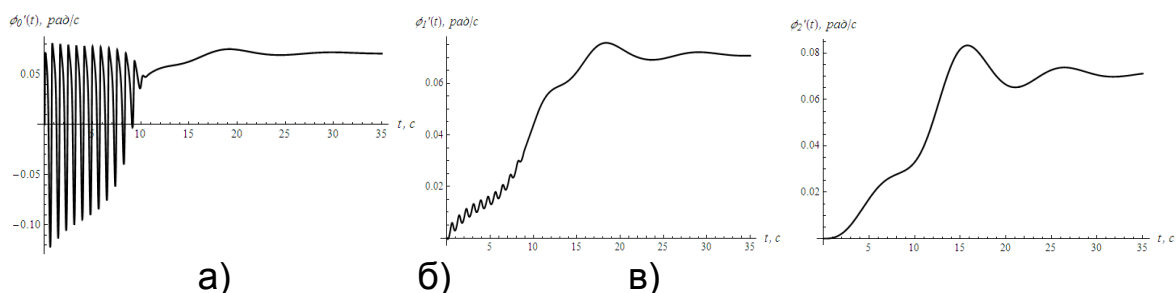 ϕ₀'(t), рад/с
0.05
−0.05
−0.10
5 10 15 20 25 30 35
t, с
а)
ϕ₁'(t), рад/с
0.06
0.04
0.02
5 10 15 20 25 30 35
t, с
б)
ϕ₂'(t), рад/с
0.08
0.06
0.04
0.02
5 10 15 20 25 30 35
t, с
в)